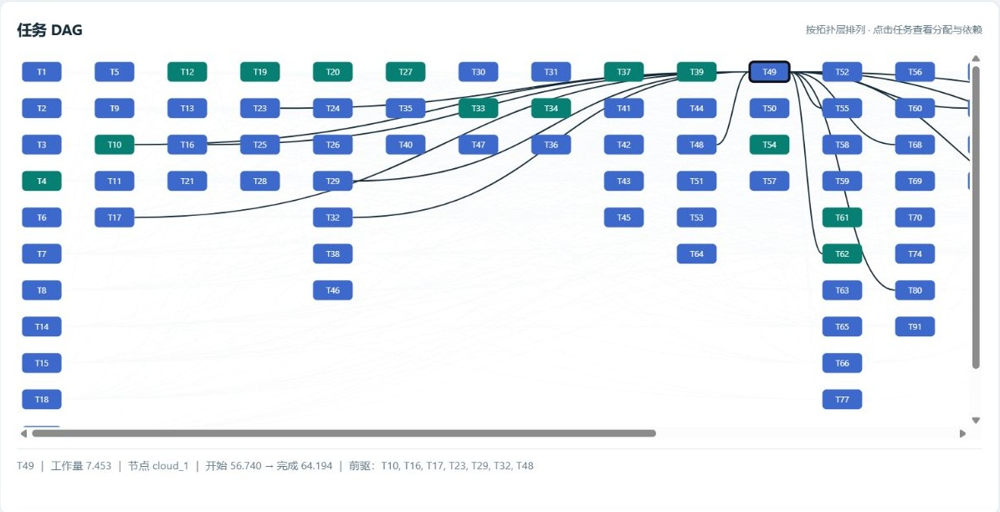 任务 DAG
按拓扑层排列 · 点击任务查看分配与依赖
T1 T5 T12 T19 T20 T27 T30 T31 T37 T39 T49 T52 T56
T2 T9 T13 T23 T24 T35 T33 T34 T41 T44 T50 T55 T60
T3 T10 T16 T25 T26 T40 T47 T36 T42 T48 T54 T58 T68
T4 T11 T21 T28 T29 T43 T51 T57 T59 T69
T6 T17 T32 T45 T53 T61 T70
T7 T38 T64 T62 T74
T8 T46 T63 T80
T14 T65 T91
T15 T66
T18 T77
T49 | 工作量 7.453 | 节点 cloud_1 | 开始 56.740 → 完成 64.194 | 前驱：T10, T16, T17, T23, T29, T32, T48